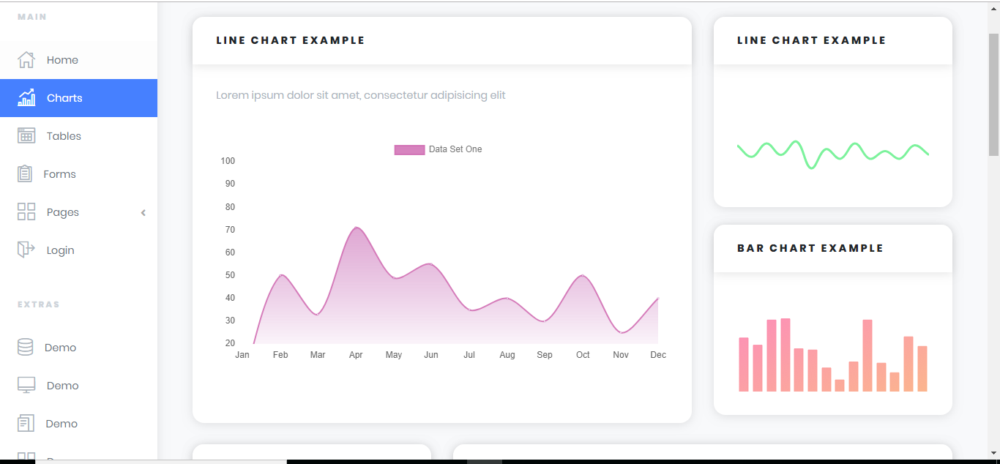 MAIN
Home
Charts
Tables
Forms
Pages
Login
EXTRAS
Demo
Demo
Demo
LINE CHART EXAMPLE
Lorem ipsum dolor sit amet, consectetur adipisicing elit
Data Set One
100
90
80
70
60
50
40
30
20
Jan Feb Mar Apr May Jun Jul Aug Sep Oct Nov Dec
LINE CHART EXAMPLE
BAR CHART EXAMPLE